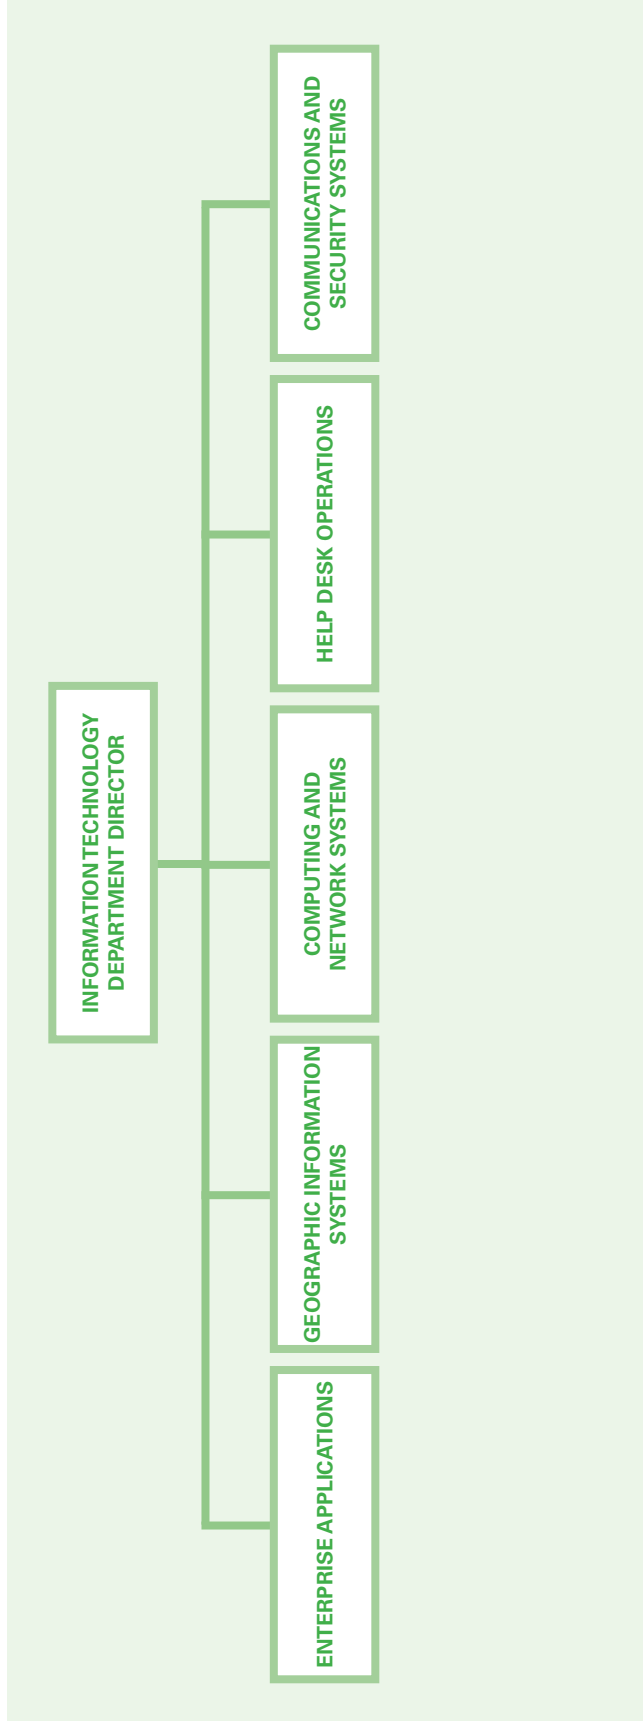 INFORMATION TECHNOLOGY
DEPARTMENT DIRECTOR
ENTERPRISE APPLICATIONS
GEOGRAPHIC INFORMATION
SYSTEMS
COMPUTING AND
NETWORK SYSTEMS
HELP DESK OPERATIONS
COMMUNICATIONS AND
SECURITY SYSTEMS